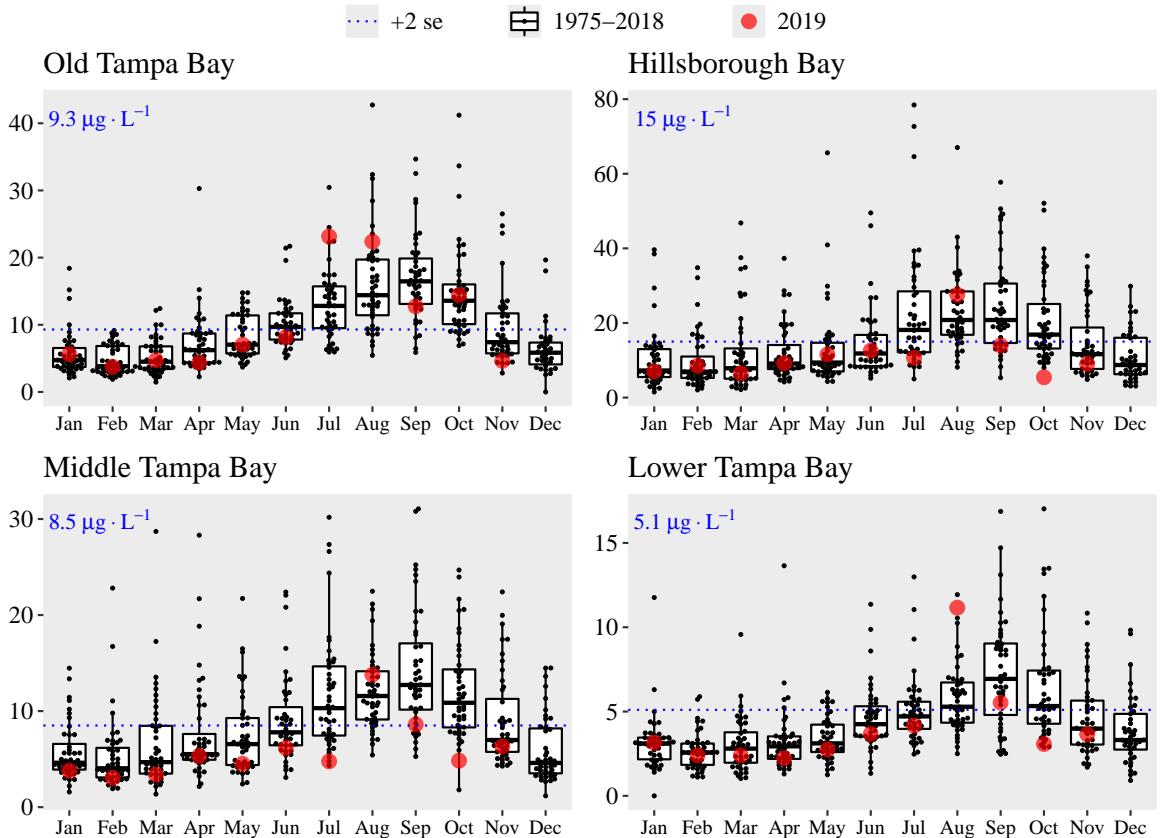 +2 se 1975−2018 2019
Old Tampa Bay
9.3 μg ⋅ L−1
40
30
20
10
0
Jan Feb Mar Apr May Jun Jul Aug Sep Oct Nov Dec
Hillsborough Bay
15 μg ⋅ L−1
80
60
40
20
0
Jan Feb Mar Apr May Jun Jul Aug Sep Oct Nov Dec
Middle Tampa Bay
8.5 μg ⋅ L−1
30
20
10
0
Jan Feb Mar Apr May Jun Jul Aug Sep Oct Nov Dec
Lower Tampa Bay
5.1 μg ⋅ L−1
15
10
5
0
Jan Feb Mar Apr May Jun Jul Aug Sep Oct Nov Dec